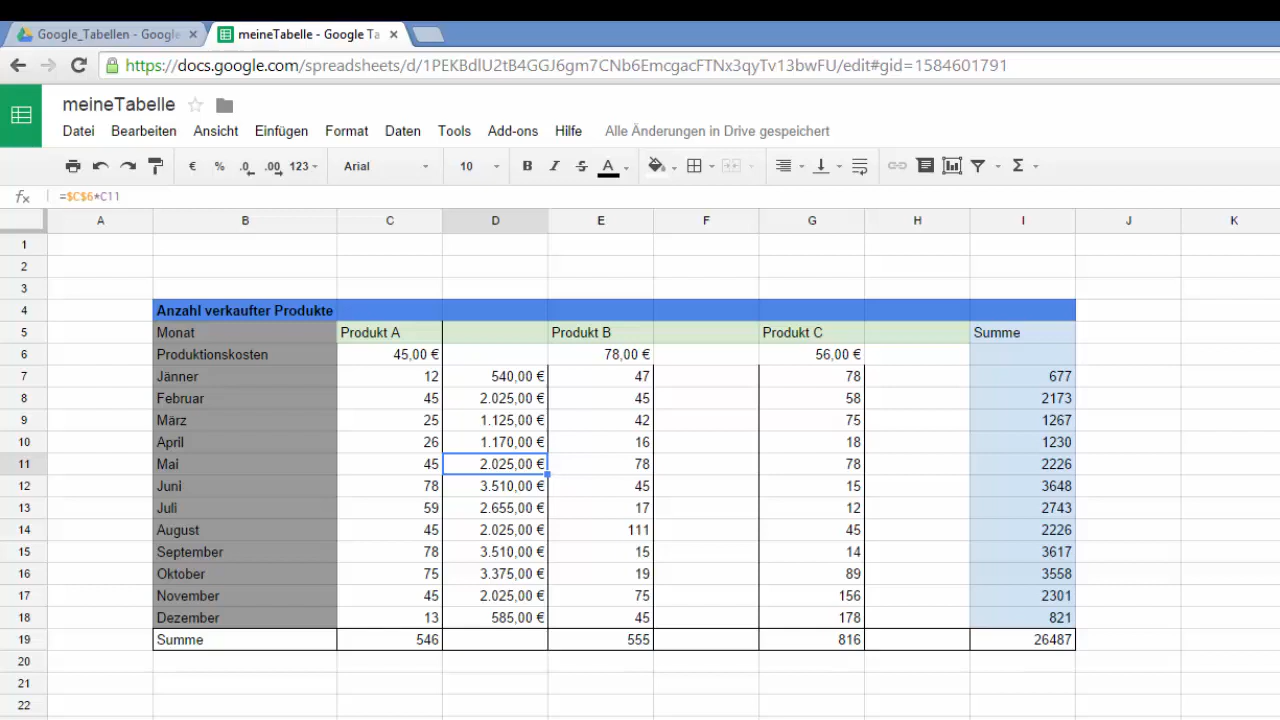 Google_Tabellen - Google
meineTabelle - Google Ta
https://docs.google.com/spreadsheets/d/1PEKBdlU2tB4GGJ6gm7CNb6EmcgacFTNx3qyTv13bwFU/edit#gid=1584601791
meineTabelle
Datei Bearbeiten Ansicht Einfügen Format Daten Tools Add-ons Hilfe Alle Änderungen in Drive gespeichert
€ % .0 .00 123 Arial 10 B I S A Σ
fx =$C$6*C11
A B C D E F G H I J K
1
2
3
4 Anzahl verkaufter Produkte
5 Monat Produkt A Produkt B Produkt C Summe
6 Produktionskosten 45,00 € 78,00 € 56,00 €
7 Jänner 12 540,00 € 47 78 677
8 Februar 45 2.025,00 € 45 58 2173
9 März 25 1.125,00 € 42 75 1267
10 April 26 1.170,00 € 16 18 1230
11 Mai 45 2.025,00 € 78 78 2226
12 Juni 78 3.510,00 € 45 15 3648
13 Juli 59 2.655,00 € 17 12 2743
14 August 45 2.025,00 € 111 45 2226
15 September 78 3.510,00 € 15 14 3617
16 Oktober 75 3.375,00 € 19 89 3558
17 November 45 2.025,00 € 75 156 2301
18 Dezember 13 585,00 € 45 178 821
19 Summe 546 555 816 26487
20
21
22